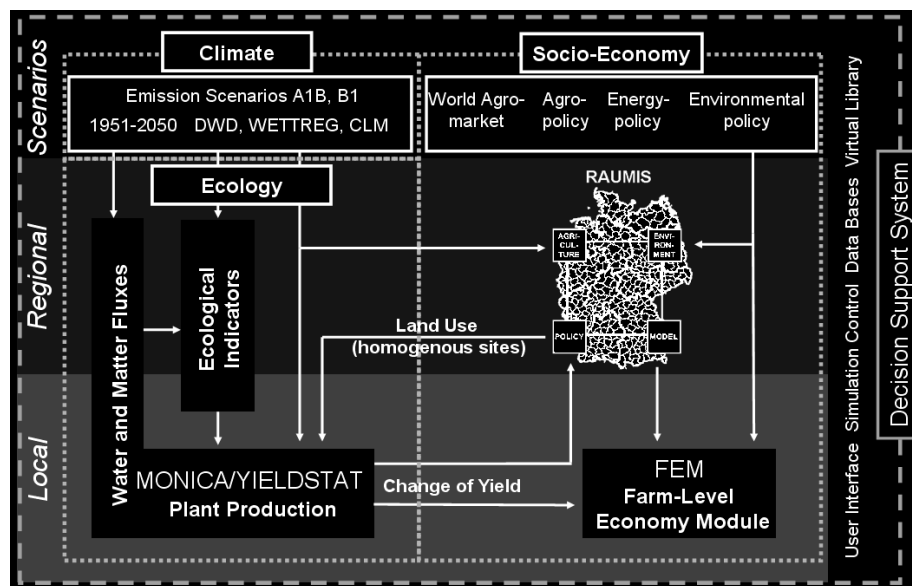 Scenarios
Climate
Emission Scenarios A1B, B1
1951-2050 DWD, WETTREG, CLM
Socio-Economy
World Agro-
market
Agro-
policy
Energy-
policy
Environmental
policy
Regional
Ecology
Water and Matter Fluxes
Ecological
Indicators
RAUMIS
AGRI-
CUL-
TURE
ENVI-
RON-
MENT
POLICY
MODEL
Land Use
(homogenous sites)
Local
MONICA/YIELDSTAT
Plant Production
Change of Yield
FEM
Farm-Level
Economy Module
User Interface Simulation Control Data Bases Virtual Library
Decision Support System